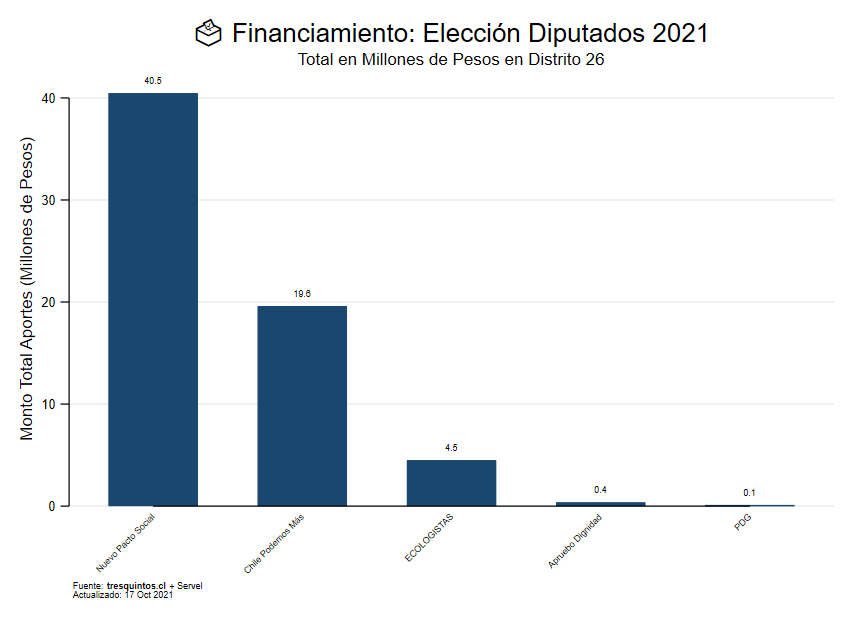 Financiamiento: Elección Diputados 2021
Total en Millones de Pesos en Distrito 26
Monto Total Aportes (Millones de Pesos)
40
30
20
10
0
40.5
19.6
4.5
0.4
0.1
Nuevo Pacto Social
Chile Podemos Más
ECOLOGISTAS
Apruebo Dignidad
PDG
Fuente: tresquintos.cl + Servel
Actualizado: 17 Oct 2021